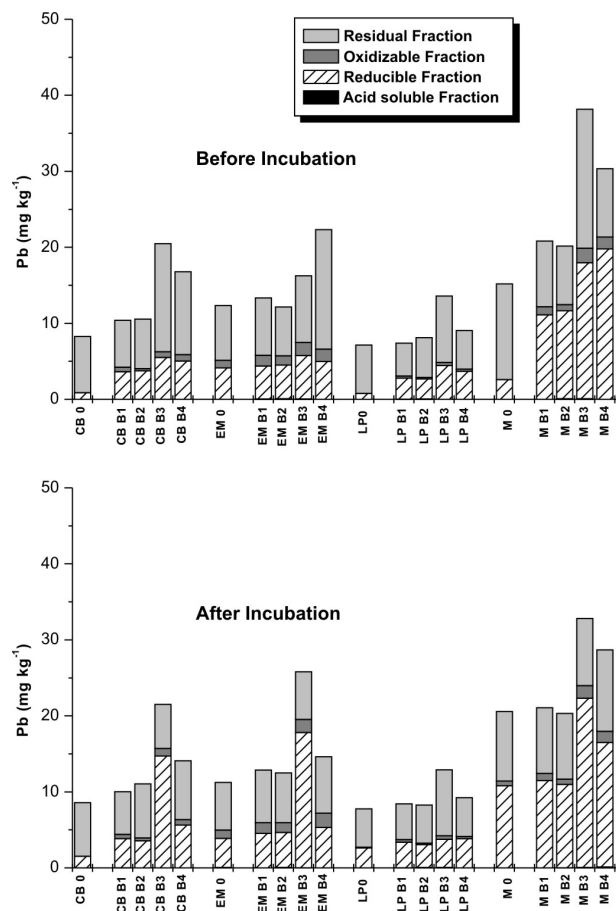 50
40
30
20
10
0
Pb (mg kg⁻¹)
Residual Fraction
Oxidizable Fraction
Reducible Fraction
Acid soluble Fraction
Before Incubation
CB 0
CB B1
CB B2
CB B3
CB B4
EM 0
EM B1
EM B2
EM B3
EM B4
LP0
LP B1
LP B2
LP B3
LP B4
M 0
M B1
M B2
M B3
M B4
50
40
30
20
10
0
Pb (mg kg⁻¹)
After Incubation
CB 0
CB B1
CB B2
CB B3
CB B4
EM 0
EM B1
EM B2
EM B3
EM B4
LP0
LP B1
LP B2
LP B3
LP B4
M 0
M B1
M B2
M B3
M B4